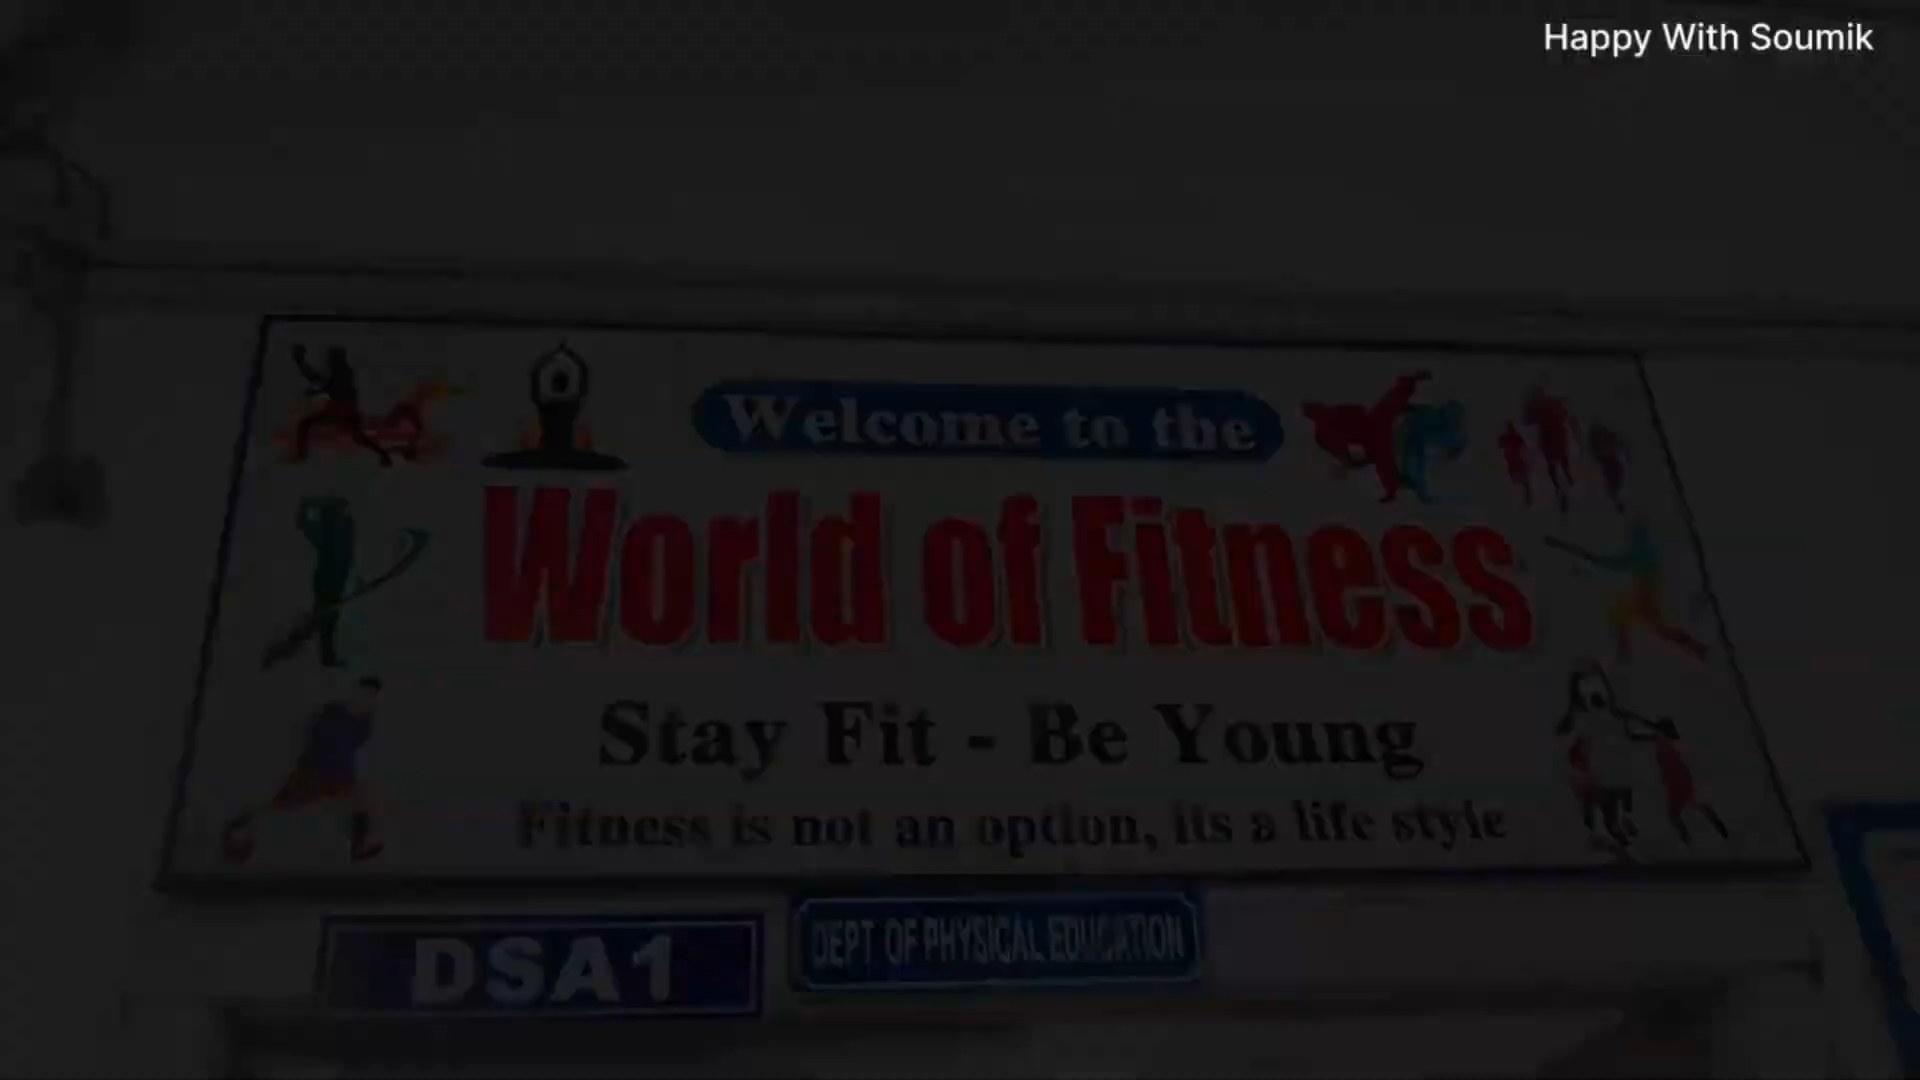 Happy With Soumik
Welcome to the
World of Fitness
Stay Fit - Be Young
Fitness is not an option, its a life style
DSA1
DEPT OF PHYSICAL EDUCATION